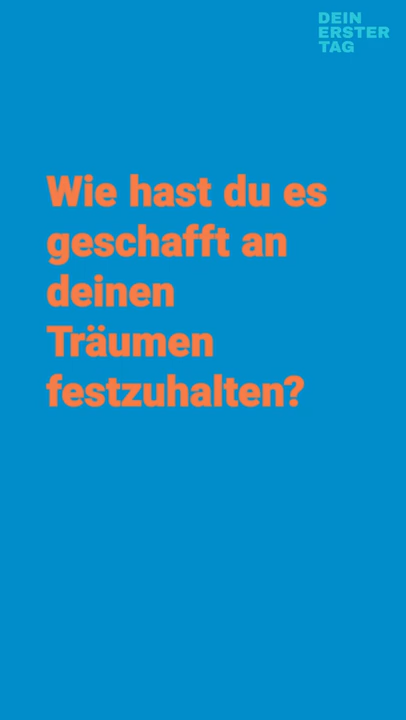 DEIN
ERSTER
TAG
Wie hast du es
geschafft an
deinen
Träumen
festzuhalten?